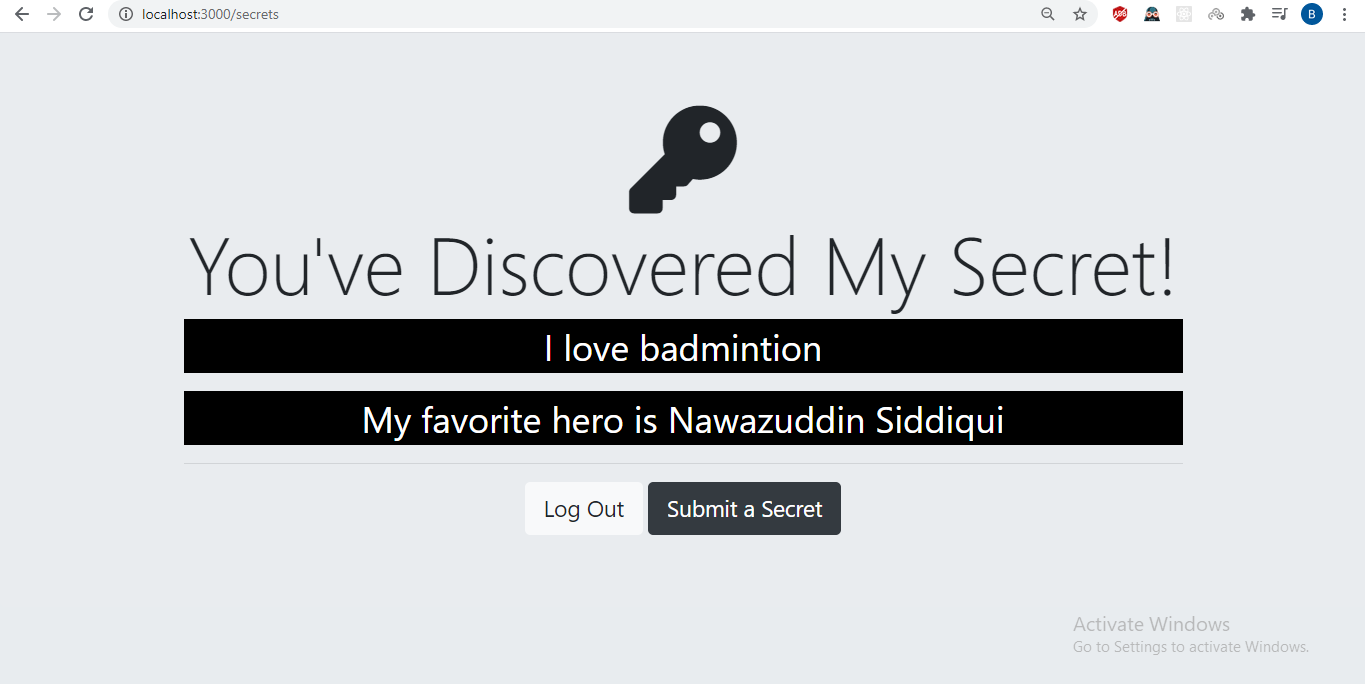 localhost:3000/secrets
ABP
B
You've Discovered My Secret!
I love badmintion
My favorite hero is Nawazuddin Siddiqui
Log Out
Submit a Secret
Activate Windows
Go to Settings to activate Windows.